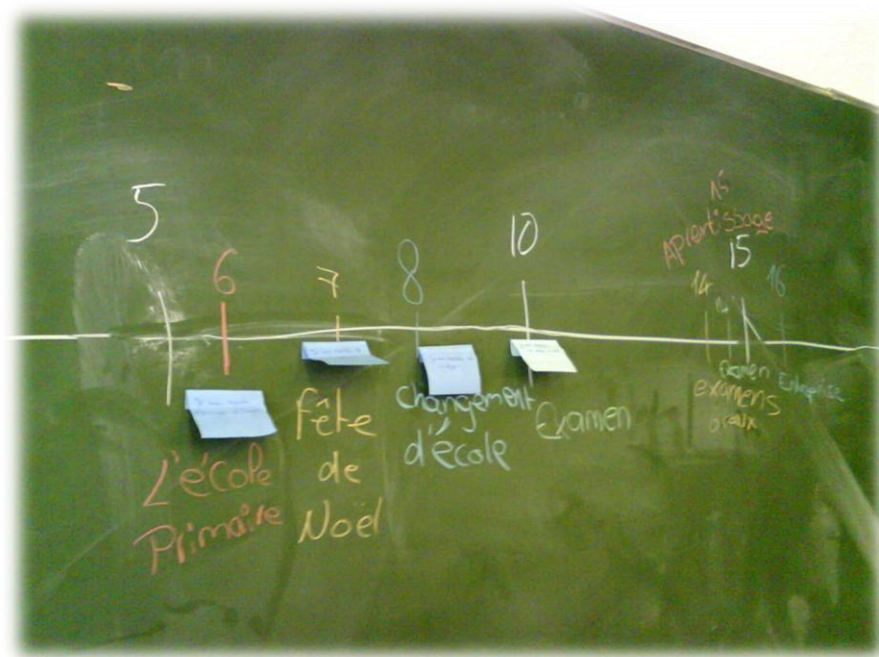 5
6
7
8
10
15
Aprentissage
15
14
16
L'école
Primaire
fête
de
Noël
changement
d'école
Examen
Examen
examens
oraux
Entreprise